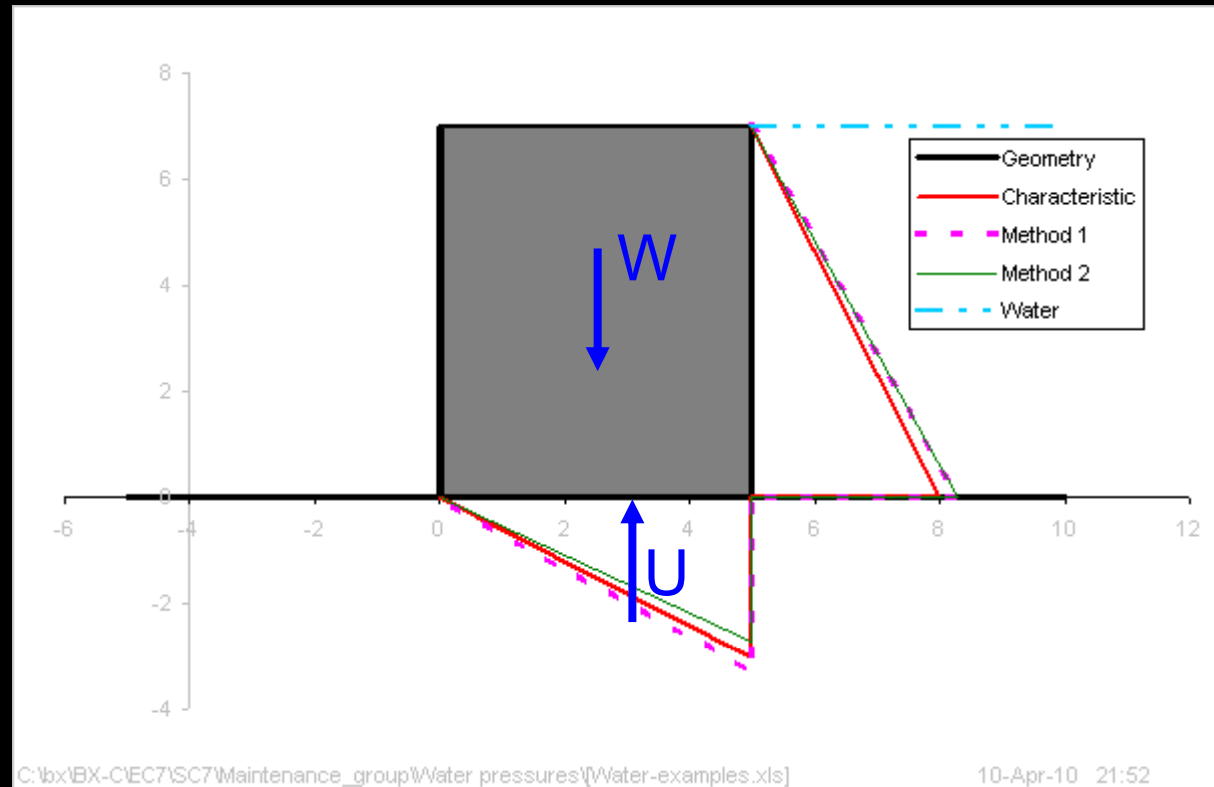 8
6
4
2
0
-2
-4
-6 -4 -2 0 2 4 6 8 10 12
W
U
Geometry
Characteristic
Method 1
Method 2
Water
C:\bx\BX-C\EC7\SC7\Maintenance_group\Water pressures\[Water-examples.xls]
10-Apr-10 21:52